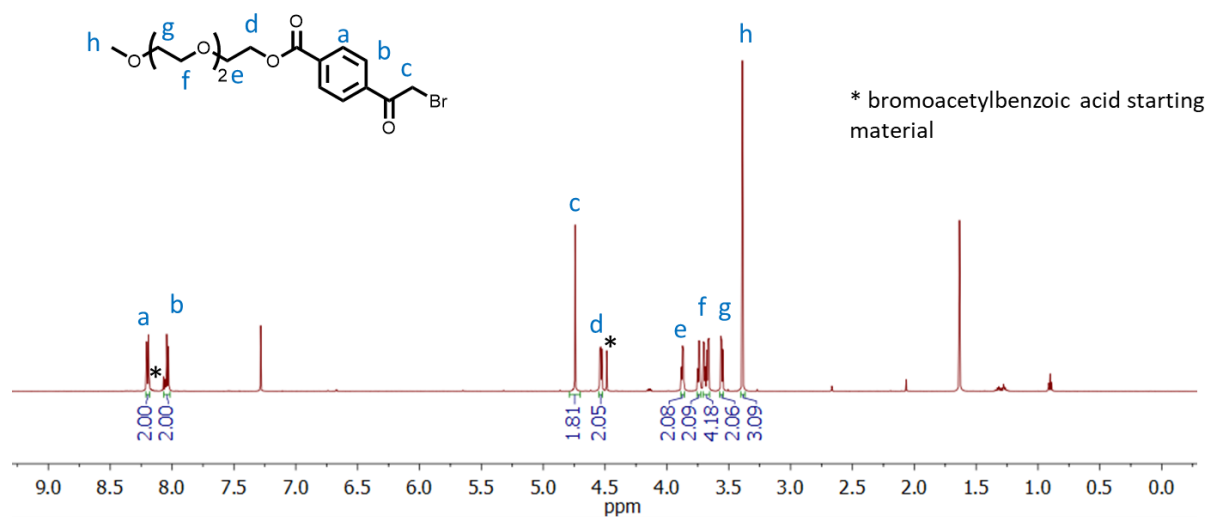 g d O
h a
O O O b
2 e O c
f Br
O
h
* bromoacetylbenzoic acid starting
material
c
a b
* d * e f g
2.00 2.00 1.81 2.05 2.08 2.09 4.18 2.06 3.09
9.0 8.5 8.0 7.5 7.0 6.5 6.0 5.5 5.0 4.5 4.0 3.5 3.0 2.5 2.0 1.5 1.0 0.5 0.0
ppm